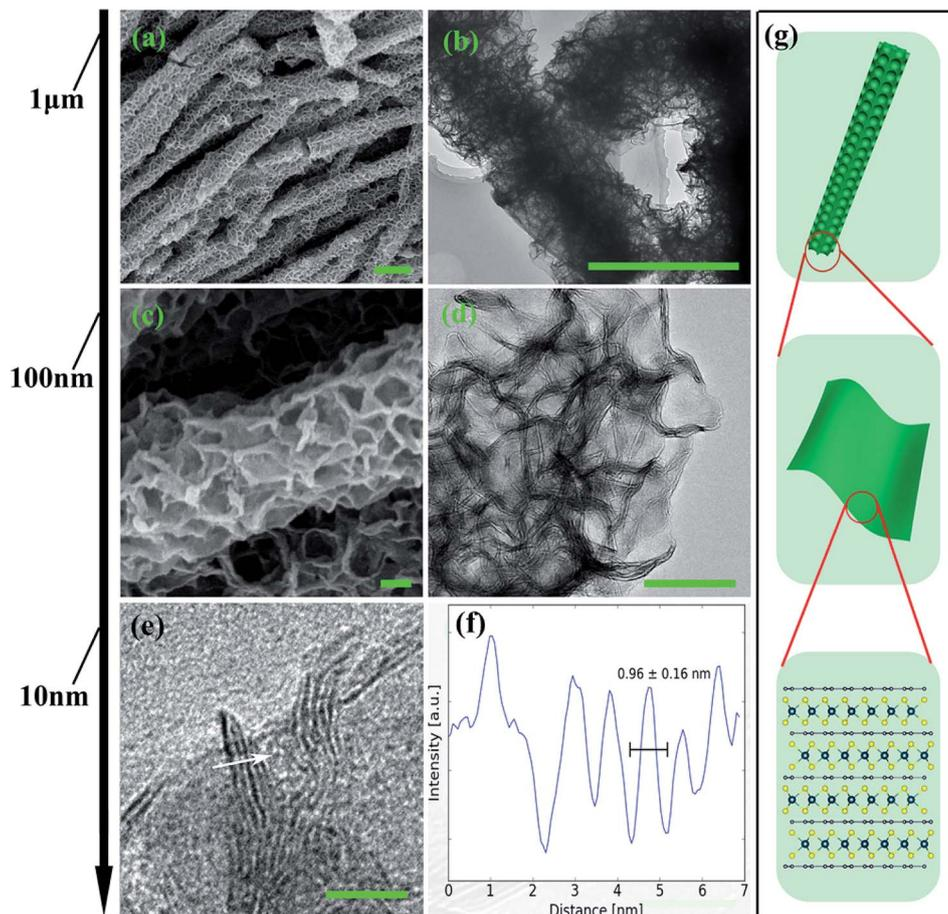 1μm
100nm
10nm
(a)
(b)
(c)
(d)
(e)
(f)
0.96 ± 0.16 nm
Intensity [a.u.]
0 1 2 3 4 5 6 7
Distance [nm]
(g)